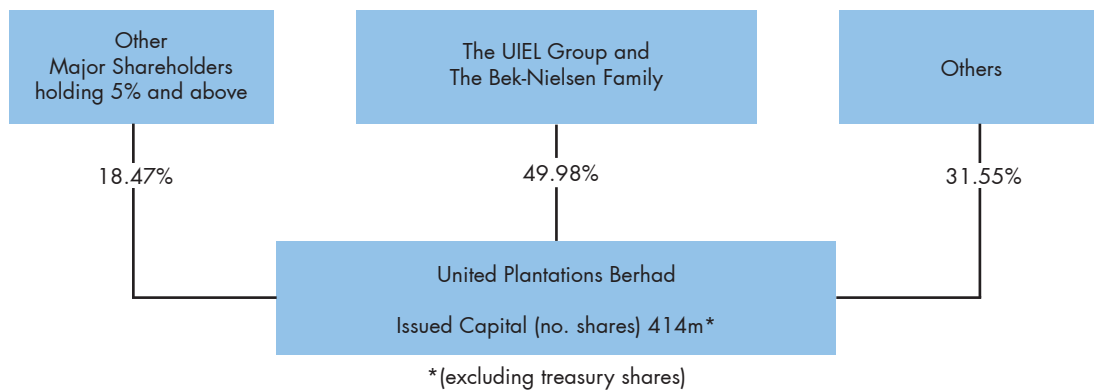 Other
Major Shareholders
holding 5% and above
The UIEL Group and
The Bek-Nielsen Family
Others
18.47%
49.98%
31.55%
United Plantations Berhad
Issued Capital (no. shares) 414m*
*(excluding treasury shares)